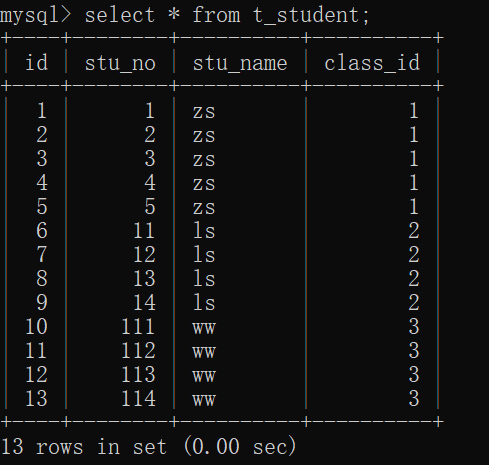 mysql> select * from t_student;
+----+--------+----------+----------+
| id | stu_no | stu_name | class_id |
+----+--------+----------+----------+
|  1 |      1 | zs       |        1 |
|  2 |      2 | zs       |        1 |
|  3 |      3 | zs       |        1 |
|  4 |      4 | zs       |        1 |
|  5 |      5 | zs       |        1 |
|  6 |     11 | ls       |        2 |
|  7 |     12 | ls       |        2 |
|  8 |     13 | ls       |        2 |
|  9 |     14 | ls       |        2 |
| 10 |    111 | ww       |        3 |
| 11 |    112 | ww       |        3 |
| 12 |    113 | ww       |        3 |
| 13 |    114 | ww       |        3 |
+----+--------+----------+----------+
13 rows in set (0.00 sec)